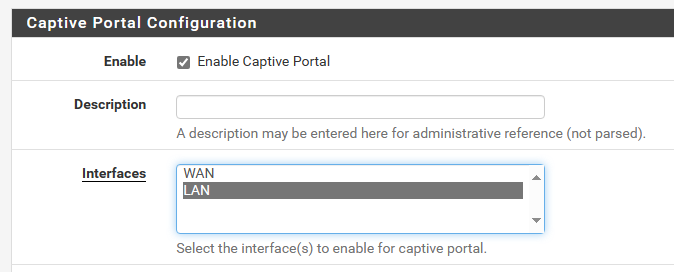 Captive Portal Configuration
Enable Enable Captive Portal
Description
A description may be entered here for administrative reference (not parsed).
Interfaces WAN
LAN
Select the interface(s) to enable for captive portal.